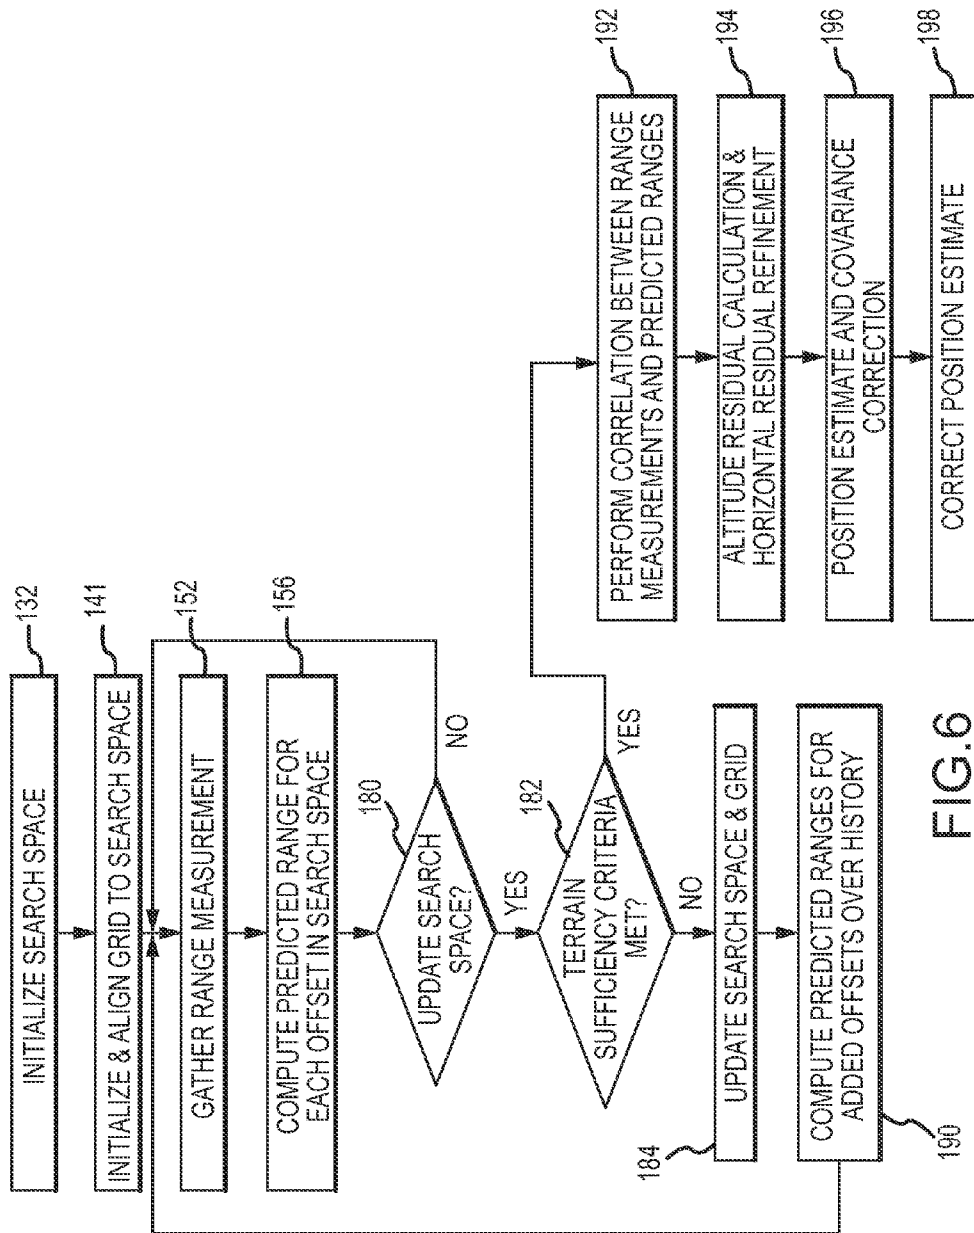 INITIALIZE SEARCH SPACE
132
INITIALIZE & ALIGN GRID TO SEARCH SPACE
141
GATHER RANGE MEASUREMENT
152
COMPUTE PREDICTED RANGE FOR
EACH OFFSET IN SEARCH SPACE
156
UPDATE SEARCH
SPACE?
180
NO
YES
TERRAIN
SUFFICIENCY CRITERIA
MET?
182
YES
NO
UPDATE SEARCH SPACE & GRID
184
COMPUTE PREDICTED RANGES FOR
ADDED OFFSETS OVER HISTORY
190
PERFORM CORRELATION BETWEEN RANGE
MEASUREMENTS AND PREDICTED RANGES
192
ALTITUDE RESIDUAL CALCULATION &
HORIZONTAL RESIDUAL REFINEMENT
194
POSITION ESTIMATE AND COVARIANCE
CORRECTION
196
CORRECT POSITION ESTIMATE
198
FIG.6